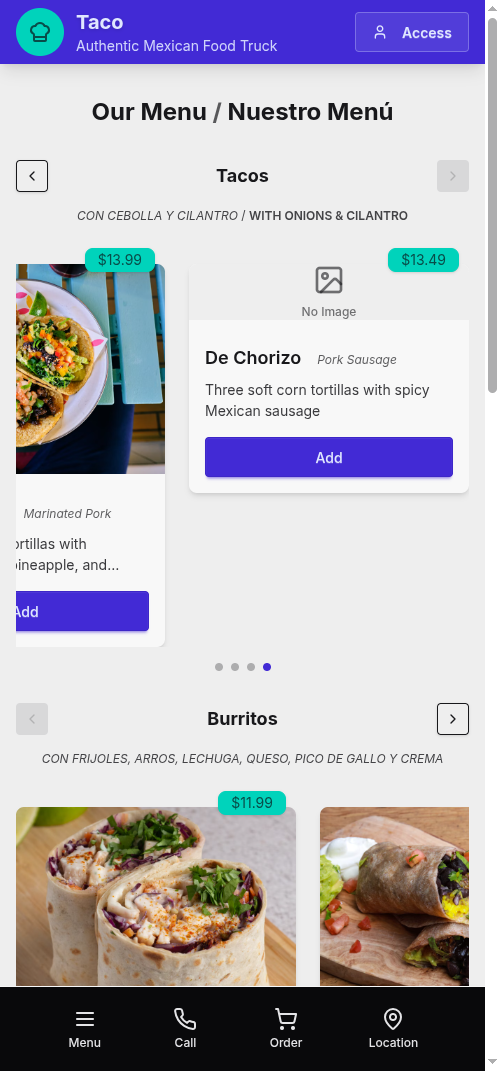 Taco
Authentic Mexican Food Truck
Access
Our Menu / Nuestro Menú
Tacos
CON CEBOLLA Y CILANTRO / WITH ONIONS & CILANTRO
$13.99
$13.49
No Image
De Chorizo Pork Sausage
Three soft corn tortillas with spicy
Mexican sausage
Add
Marinated Pork
ortillas with
pineapple, and...
Add
Burritos
CON FRIJOLES, ARROS, LECHUGA, QUESO, PICO DE GALLO Y CREMA
$11.99
Menu
Call
Order
Location